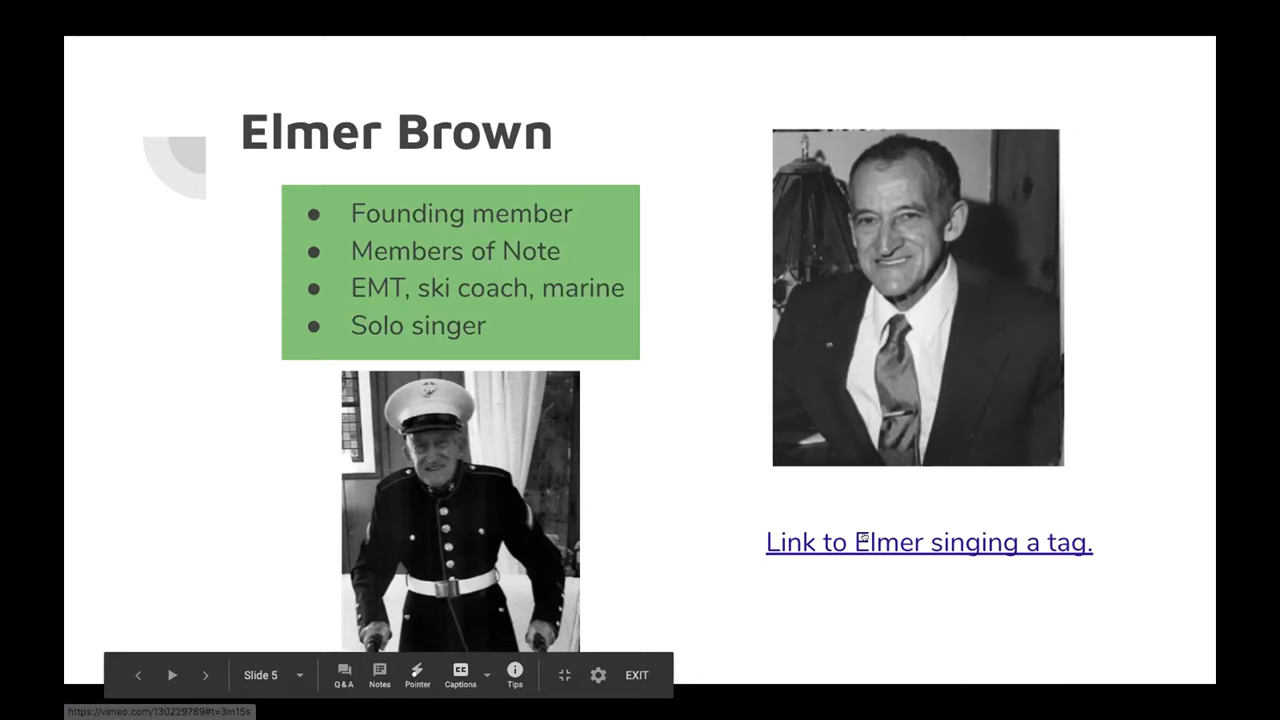 Elmer Brown
● Founding member
● Members of Note
● EMT, ski coach, marine
● Solo singer
Link to Elmer singing a tag.
Slide 5
Q & A
Notes
Pointer
CC
Captions
Tips
EXIT
https://vimeo.com/130229789#t=3m15s